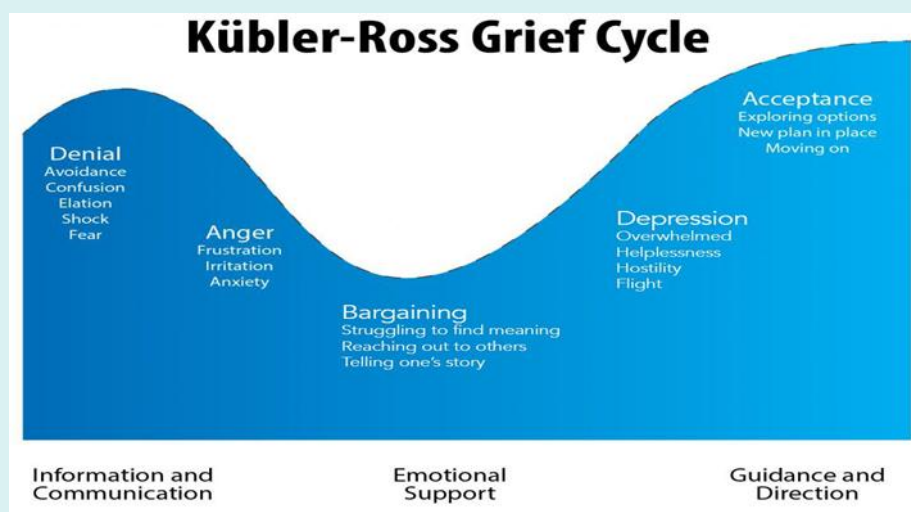 Kübler-Ross Grief Cycle
Denial
Avoidance
Confusion
Elation
Shock
Fear
Anger
Frustration
Irritation
Anxiety
Bargaining
Struggling to find meaning
Reaching out to others
Telling one's story
Depression
Overwhelmed
Helplessness
Hostility
Flight
Acceptance
Exploring options
New plan in place
Moving on
Information and
Communication
Emotional
Support
Guidance and
Direction